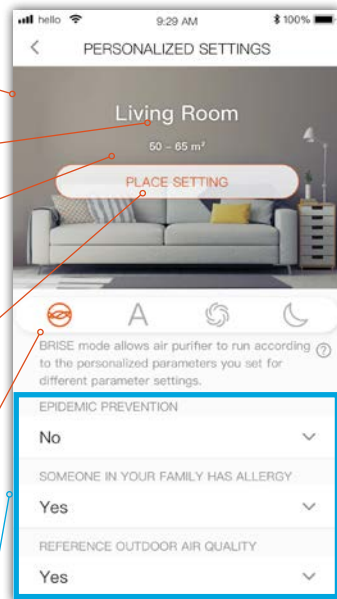 hello 9:29 AM 100%
PERSONALIZED SETTINGS
Living Room
50 – 65 m²
PLACE SETTING
A
BRISE mode allows air purifier to run according
to the personalized parameters you set for
different parameter settings.
?
EPIDEMIC PREVENTION
No
SOMEONE IN YOUR FAMILY HAS ALLERGY
Yes
REFERENCE OUTDOOR AIR QUALITY
Yes